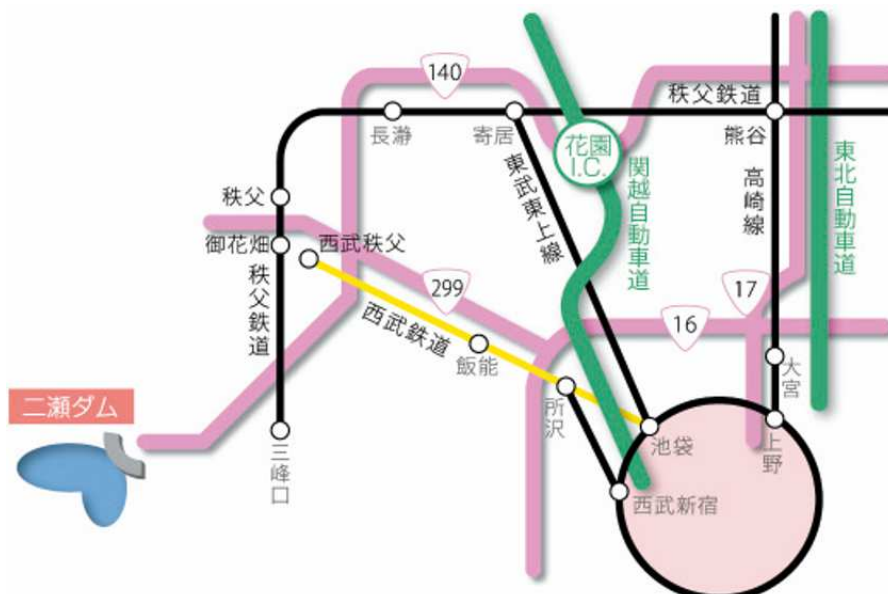 140
秩父鉄道
長瀞
寄居
花園
I.C.
熊谷
東武東上線
関越自動車道
高崎線
東北自動車道
秩父
御花畑
西武秩父
秩父鉄道
299
17
16
西武鉄道
飯能
大宮
所沢
二瀬ダム
三峰口
池袋
上野
西武新宿